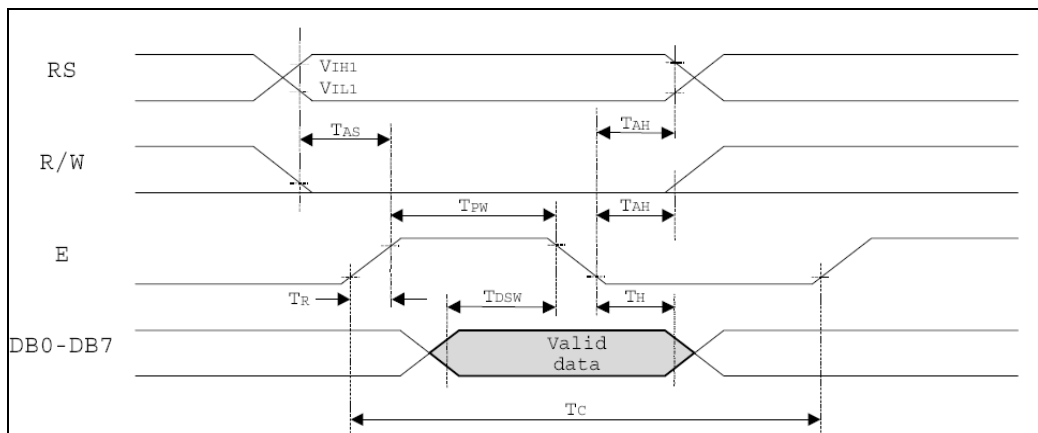 RS
VIH1
VIL1
TAS
TAH
R/W
TPW
TAH
E
TR
TDSW
TH
DB0-DB7
Valid
data
TC